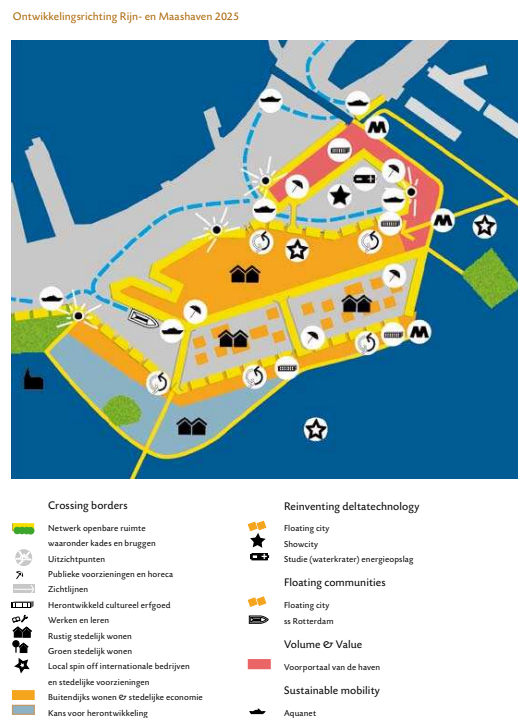 Ontwikkelingsrichting Rijn- en Maashaven 2025
Crossing borders
Netwerk openbare ruimte
waaronder kades en bruggen
Uitzichtpunten
Publieke voorzieningen en horeca
Zichtlijnen
Herontwikkeld cultureel erfgoed
Werken en leren
Rustig stedelijk wonen
Groen stedelijk wonen
Local spin off internationale bedrijven
en stedelijke voorzieningen
Buitendijks wonen & stedelijke economie
Kans voor herontwikkeling
Reinventing deltatechnology
Floating city
Showcity
Studie (waterkrater) energieopslag
Floating communities
Floating city
ss Rotterdam
Volume & Value
Voorportaal van de haven
Sustainable mobility
Aquanet